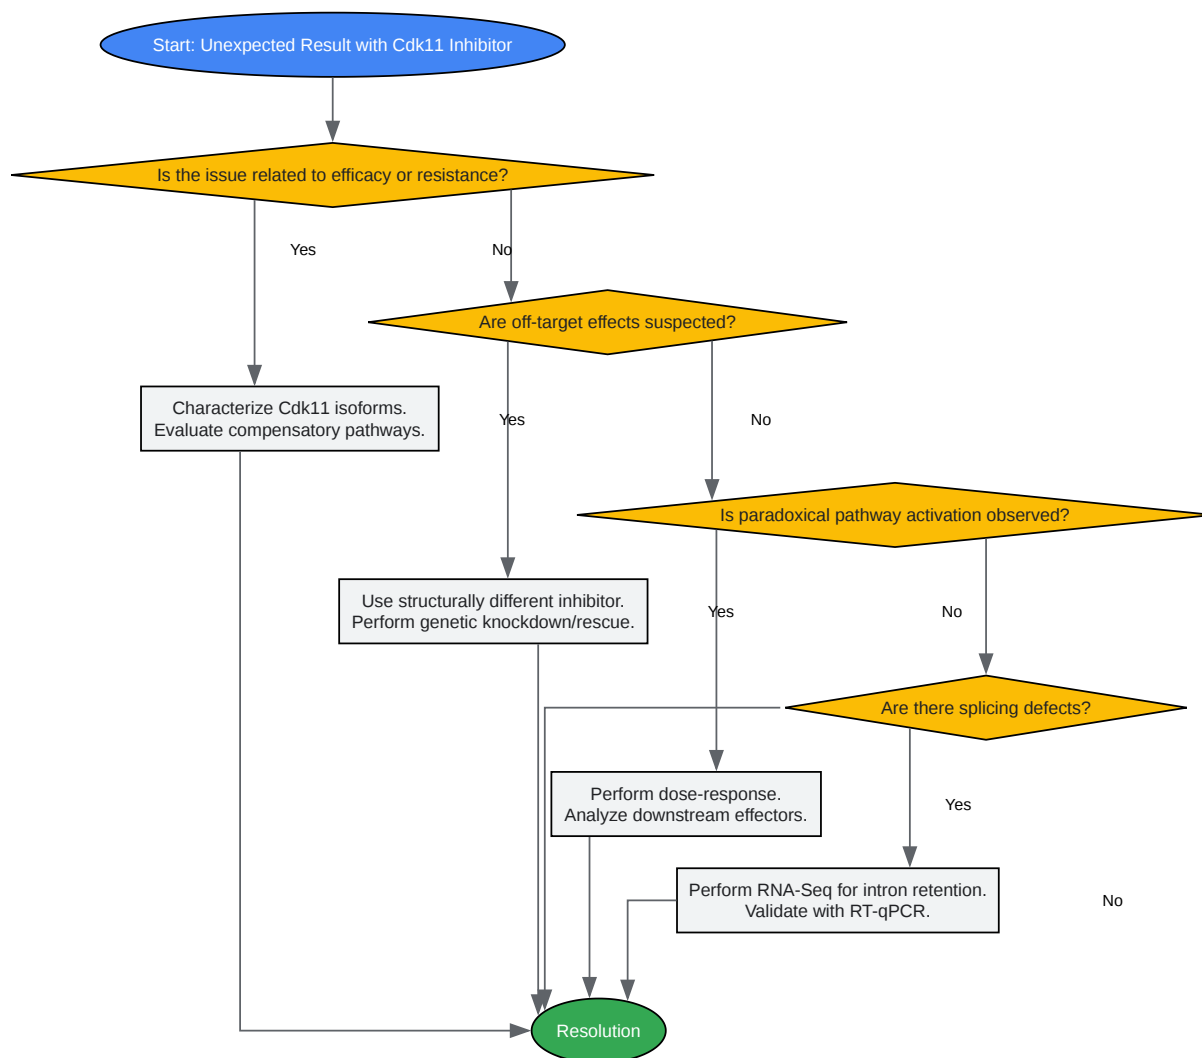 Start: Unexpected Result with Cdk11 Inhibitor
Is the issue related to efficacy or resistance?
Yes
No
Are off-target effects suspected?
Characterize Cdk11 isoforms.
Evaluate compensatory pathways.
Yes
No
Is paradoxical pathway activation observed?
Use structurally different inhibitor.
Perform genetic knockdown/rescue.
Yes
No
Are there splicing defects?
Perform dose-response.
Analyze downstream effectors.
Yes
Perform RNA-Seq for intron retention.
Validate with RT-qPCR.
No
Resolution